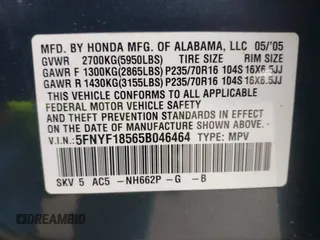 MFD. BY HONDA MFG. OF ALABAMA, LLC 05/'05
GVWR 2700KG(5950LBS) TIRE SIZE RIM SIZE
GAWR F 1300KG(2865LBS) P235/70R16 104S 16X6.5JJ
GAWR R 1430KG(3155LBS) P235/70R16 104S 16X6.5JJ
THIS VEHICLE CONFORMS TO ALL APPLICABLE
FEDERAL MOTOR VEHICLE SAFETY STANDARDS
IN EFFECT ON THE DATE OF MANUFACTURE SHOWN ABOVE.
V.I.N.: 5FNYF18565B046464 TYPE: MPV
SKV 5 AC5 -NH662P -G -B
DREAMBID